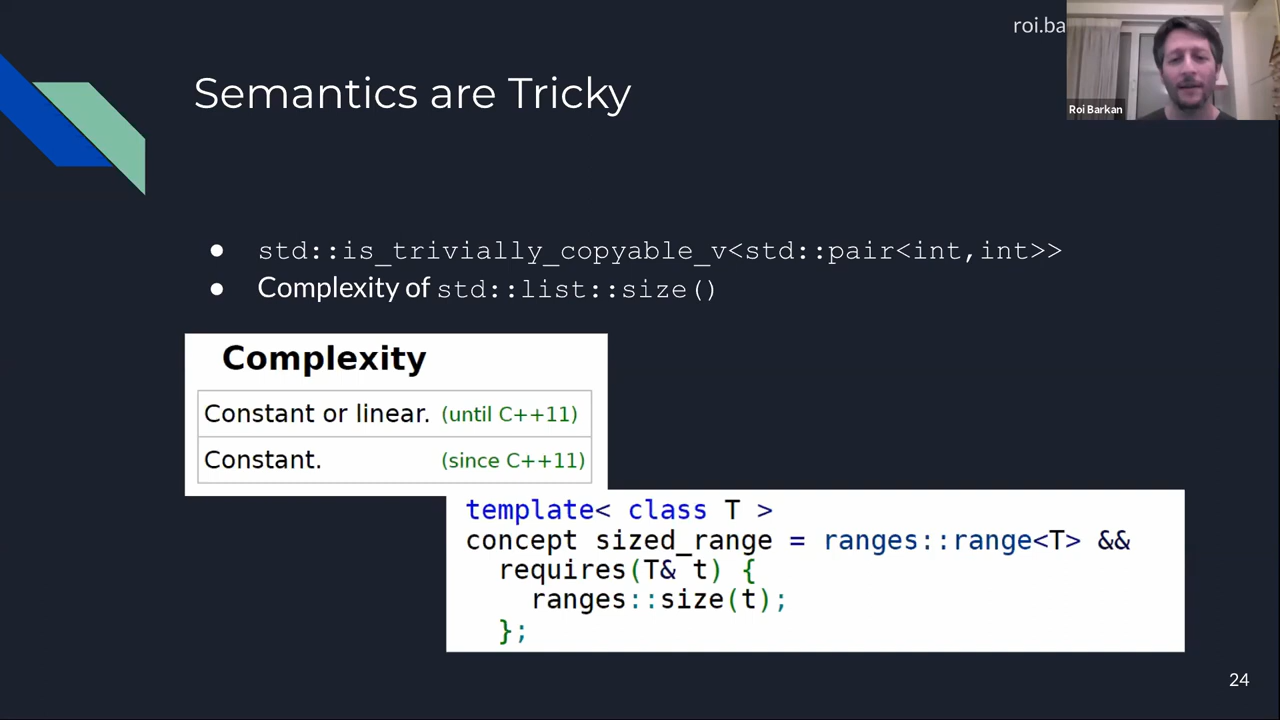 roi.ba
Roi Barkan
Semantics are Tricky
● std::is_trivially_copyable_v<std::pair<int,int>>
● Complexity of std::list::size()
Complexity
Constant or linear. (until C++11)
Constant. (since C++11)
template< class T >
concept sized_range = ranges::range<T> &&
requires(T& t) {
ranges::size(t);
};
24